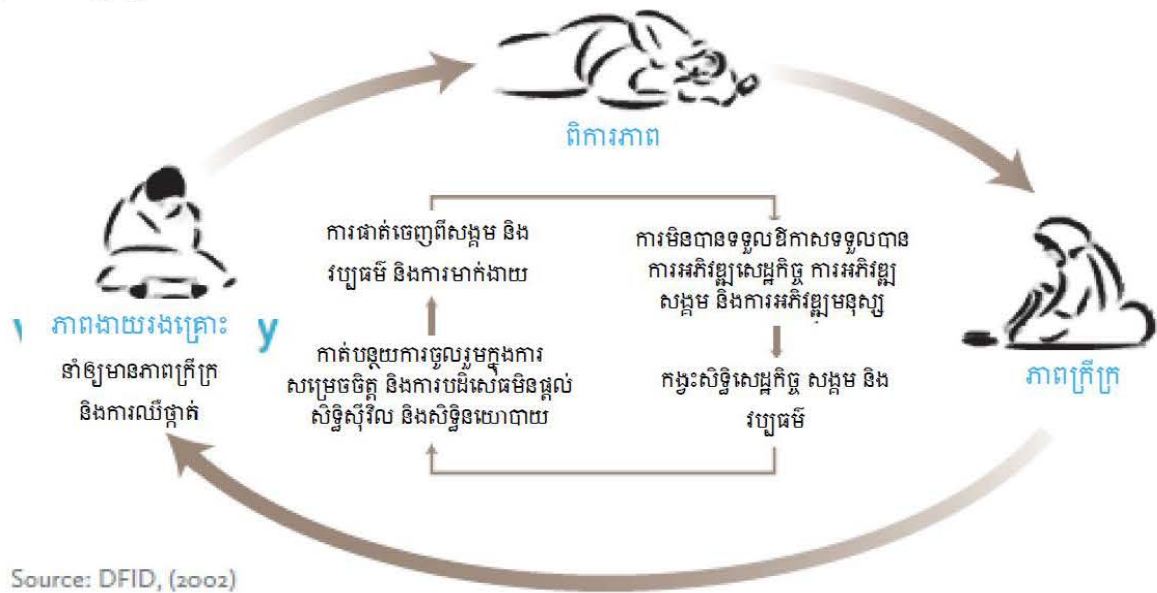 ពិការភាព
ការផាត់ចេញពីសង្គម និង
វប្បធម៌ និងការមាក់ងាយ
ការមិនបានទទួលឱកាសទទួលបាន
ការអភិវឌ្ឍសេដ្ឋកិច្ច ការអភិវឌ្ឍ
សង្គម និងការអភិវឌ្ឍមនុស្ស
ភាពងាយរងគ្រោះ y
នាំឲ្យមានភាពក្រីក្រ
និងការឈឺថ្កាត់
កាត់បន្ថយការចូលរួមក្នុងការ
សម្រេចចិត្ត និងការបដិសេធមិនផ្តល់
សិទ្ធិស៊ីវិល និងសិទ្ធិនយោបាយ
កង្វះសិទ្ធិសេដ្ឋកិច្ច សង្គម និង
វប្បធម៌
ភាពក្រីក្រ
Source: DFID, (2002)